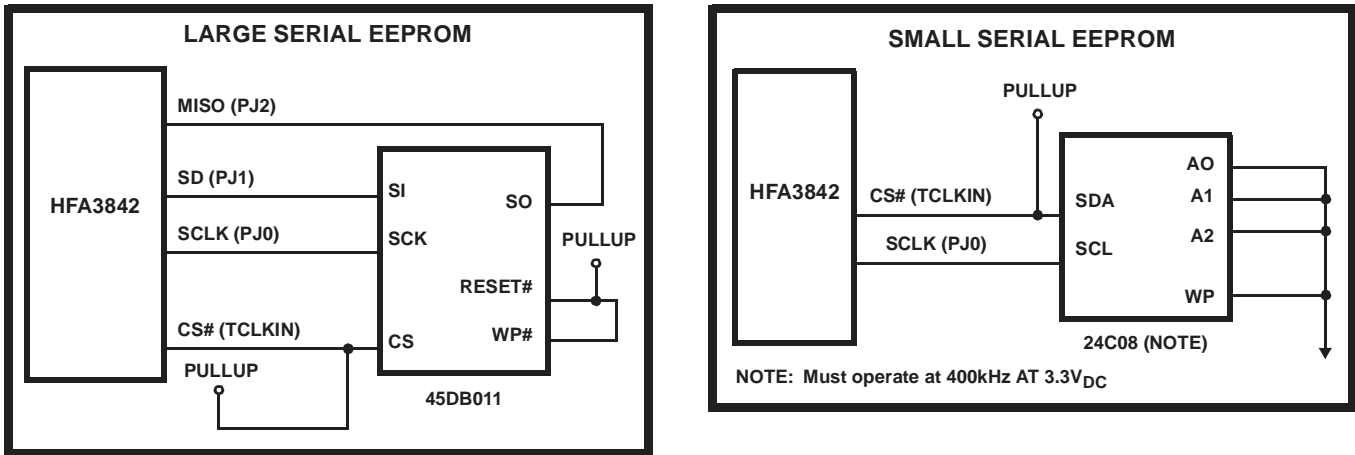 LARGE SERIAL EEPROM
HFA3842
MISO (PJ2)
SD (PJ1)
SCLK (PJ0)
CS# (TCLKIN)
PULLUP
SI
SCK
CS
SO
RESET#
WP#
PULLUP
45DB011
SMALL SERIAL EEPROM
HFA3842
PULLUP
CS# (TCLKIN)
SCLK (PJ0)
SDA
SCL
AO
A1
A2
WP
24C08 (NOTE)
NOTE: Must operate at 400kHz AT 3.3VDC